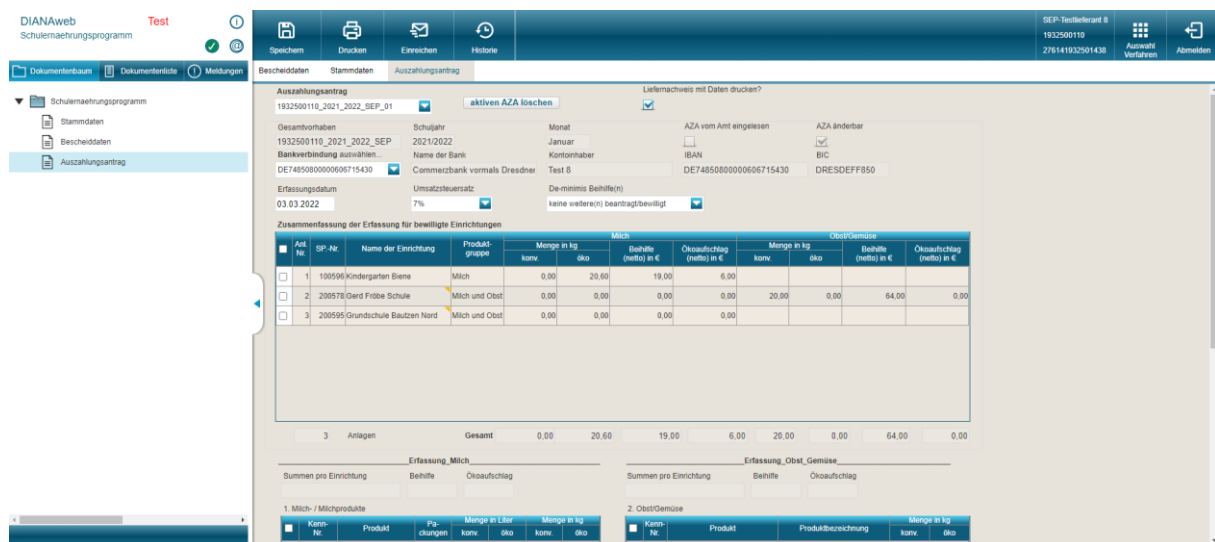 DIANAweb Test
Schulernaehrungsprogramm
Dokumentenbaum Dokumentenliste Meldungen
Schulernaehrungsprogramm
Stammdaten
Bescheiddaten
Auszahlungsantrag
Speichern Drucken Einreichen Historie
SEP-Testlieferant 8
1932500110
276141932501438
Auswahl Verfahren
Abmelden
Bescheiddaten Stammdaten Auszahlungsantrag
Auszahlungsantrag Liefernachweis mit Daten drucken?
1932500110_2021_2022_SEP_01 aktiven AZA löschen
Gesamtvorhaben Schuljahr Monat AZA vom Amt eingelesen AZA änderbar
1932500110_2021_2022_SEP 2021/2022 Januar
Bankverbindung auswählen... Name der Bank Kontoinhaber IBAN BIC
DE74850800000606715430 Commerzbank vormals Dresdner Test 8 DE74850800000606715430 DRESDEFF850
Erfassungsdatum Umsatzsteuersatz De-minimis Beihilfe(n)
03.03.2022 7% keine weitere(n) beantragt/bewilligt
Zusammenfassung der Erfassung für bewilligte Einrichtungen
Milch Obst/Gemüse
Anl. Nr. SP.-Nr. Name der Einrichtung Produkt-gruppe Menge in kg konv. öko Beihilfe (netto) in € Ökoaufschlag (netto) in € Menge in kg konv. öko Beihilfe (netto) in € Ökoaufschlag (netto) in €
1 100596 Kindergarten Biene Milch 0,00 20,60 19,00 6,00
2 200578 Gerd Fröbe Schule Milch und Obst 0,00 0,00 0,00 0,00 20,00 0,00 64,00 0,00
3 200595 Grundschule Bautzen Nord Milch und Obst 0,00 0,00 0,00 0,00
3 Anlagen Gesamt 0,00 20,60 19,00 6,00 20,00 0,00 64,00 0,00
Erfassung_Milch Erfassung_Obst_Gemüse
Summen pro Einrichtung Beihilfe Ökoaufschlag Summen pro Einrichtung Beihilfe Ökoaufschlag
1. Milch- / Milchprodukte 2. Obst/Gemüse
Kenn-Nr. Produkt Pa-ckungen Menge in Liter konv. öko Menge in kg konv. öko
Kenn-Nr. Produkt Produktbezeichnung Menge in kg konv. öko